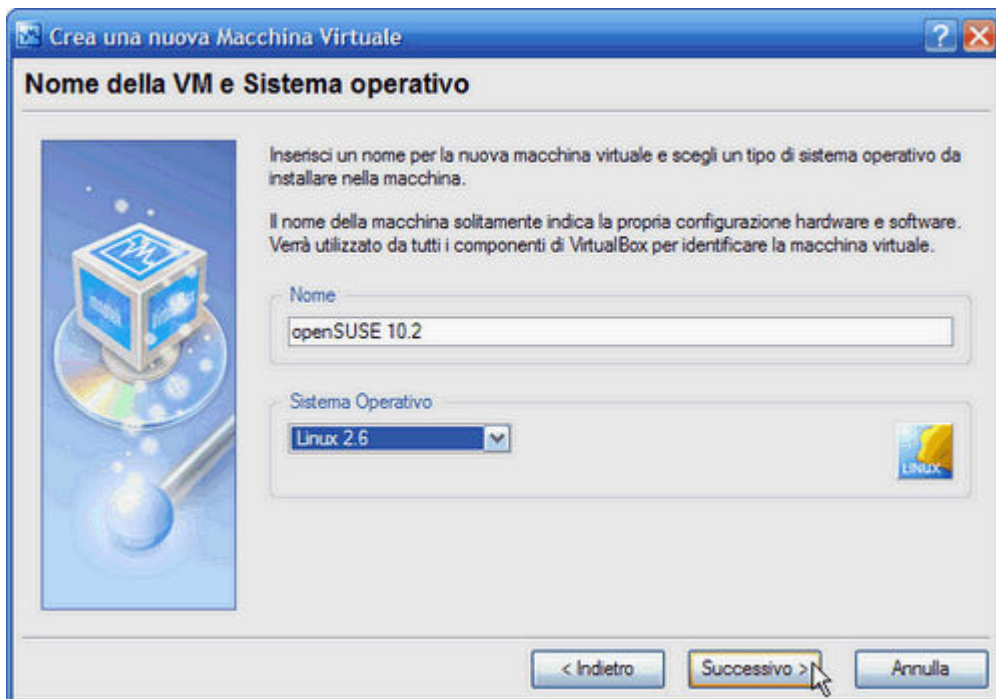 Crea una nuova Macchina Virtuale
Nome della VM e Sistema operativo
Inserisci un nome per la nuova macchina virtuale e scegli un tipo di sistema operativo da
installare nella macchina.
Il nome della macchina solitamente indica la propria configurazione hardware e software.
Verrà utilizzato da tutti i componenti di VirtualBox per identificare la macchina virtuale.
Nome
openSUSE 10.2
Sistema Operativo
Linux 2.6
LINUX
< Indietro
Successivo >
Annulla